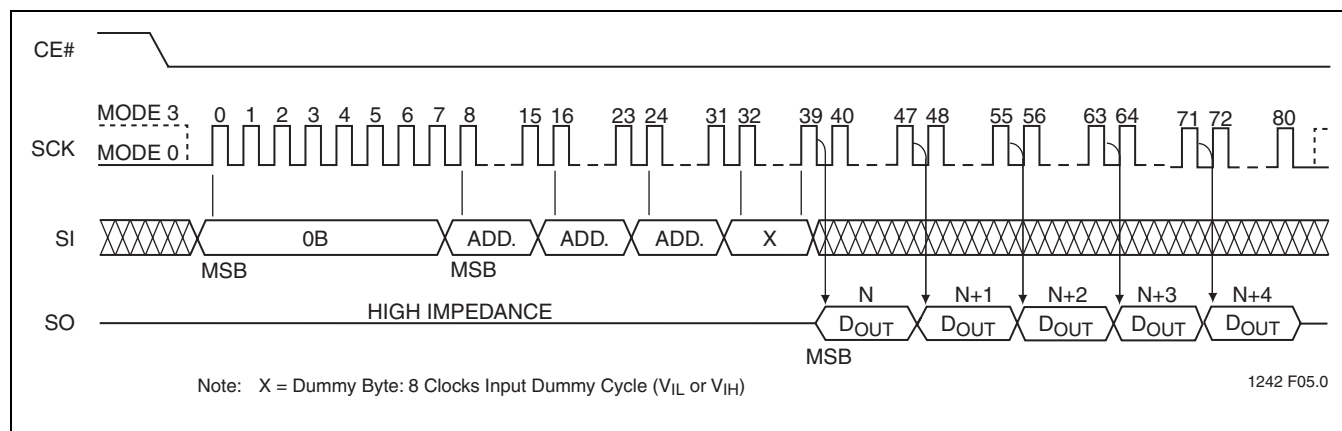 CE#
MODE 3
0 1 2 3 4 5 6 7 8 15 16 23 24 31 32 39 40 47 48 55 56 63 64 71 72 80
SCK
MODE 0
SI
0B ADD. ADD. ADD. X
MSB MSB
N N+1 N+2 N+3 N+4
HIGH IMPEDANCE
SO
DOUT DOUT DOUT DOUT DOUT
MSB
Note: X = Dummy Byte: 8 Clocks Input Dummy Cycle (VIL or VIH)
1242 F05.0